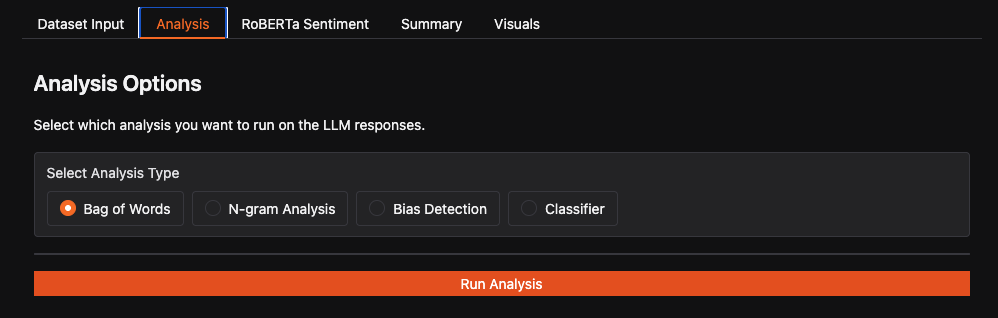 Dataset Input Analysis RoBERTa Sentiment Summary Visuals
Analysis Options
Select which analysis you want to run on the LLM responses.
Select Analysis Type
Bag of Words N-gram Analysis Bias Detection Classifier
Run Analysis